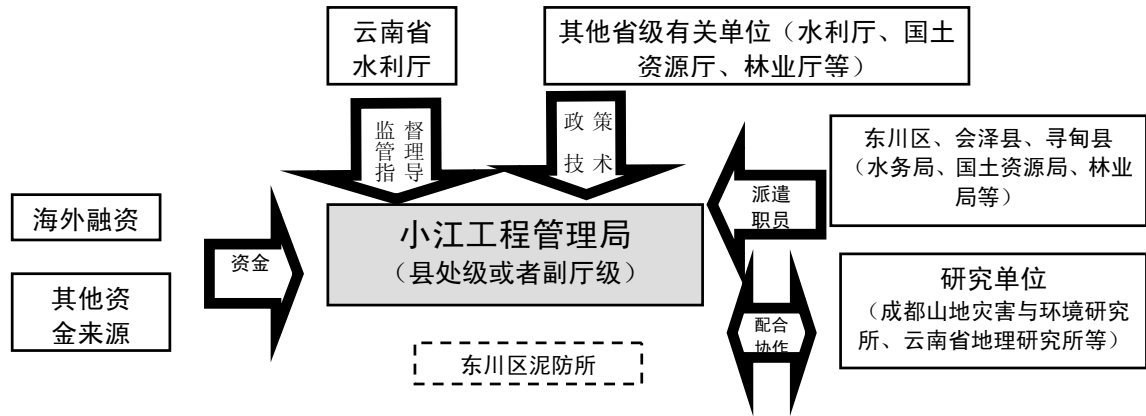 云南省
水利厅
其他省级有关单位（水利厅、国土
资源厅、林业厅等）
监 督
管 理
指 导
政 策
技 术
东川区、会泽县、寻甸县
（水务局、国土资源局、林业
局等）
派遣
职员
海外融资
其他资
金来源
资金
小江工程管理局
（县处级或者副厅级）
研究单位
（成都山地灾害与环境研究
所、云南省地理研究所等）
配合
协作
东川区泥防所